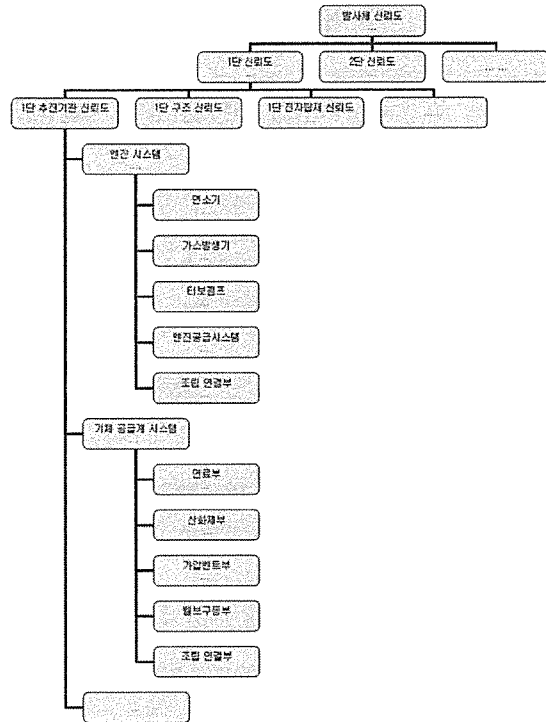 발사체 신뢰도
1단 신뢰도
2단 신뢰도
... ...
1단 추진기관 신뢰도
1단 구조 신뢰도
1단 전자탑재 신뢰도
엔진 시스템
연소기
가스발생기
터보펌프
엔진공급시스템
조립 연결부
기체 공급계 시스템
연료부
산화제부
가압벤트부
밸브구동부
조립 연결부